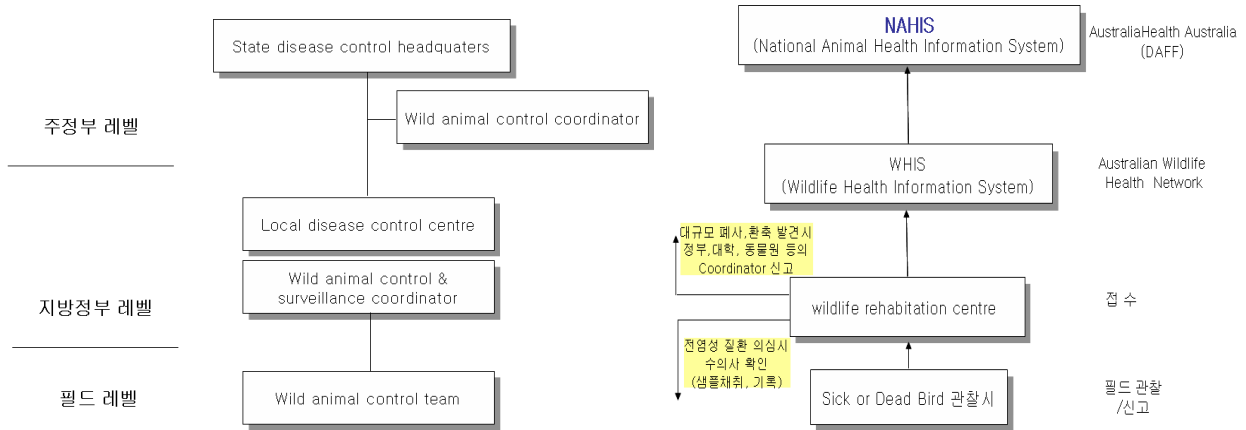 State disease control headquaters
Wild animal control coordinator
주정부 레벨
Local disease control centre
Wild animal control &
surveillance coordinator
지방정부 레벨
Wild animal control team
필드 레벨
NAHIS
(National Animal Health Information System)
AustraliaHealth Australia
(DAFF)
WHIS
(Wildlife Health Information System)
Australian Wildlife
Health Network
대규모 폐사,환축 발견시
정부,대학, 동물원 등의
Coordinator 신고
wildlife rehabitation centre
접 수
전염성 질환 의심시
수의사 확인
(샘플채취, 기록)
Sick or Dead Bird 관찰시
필드 관찰
/신고